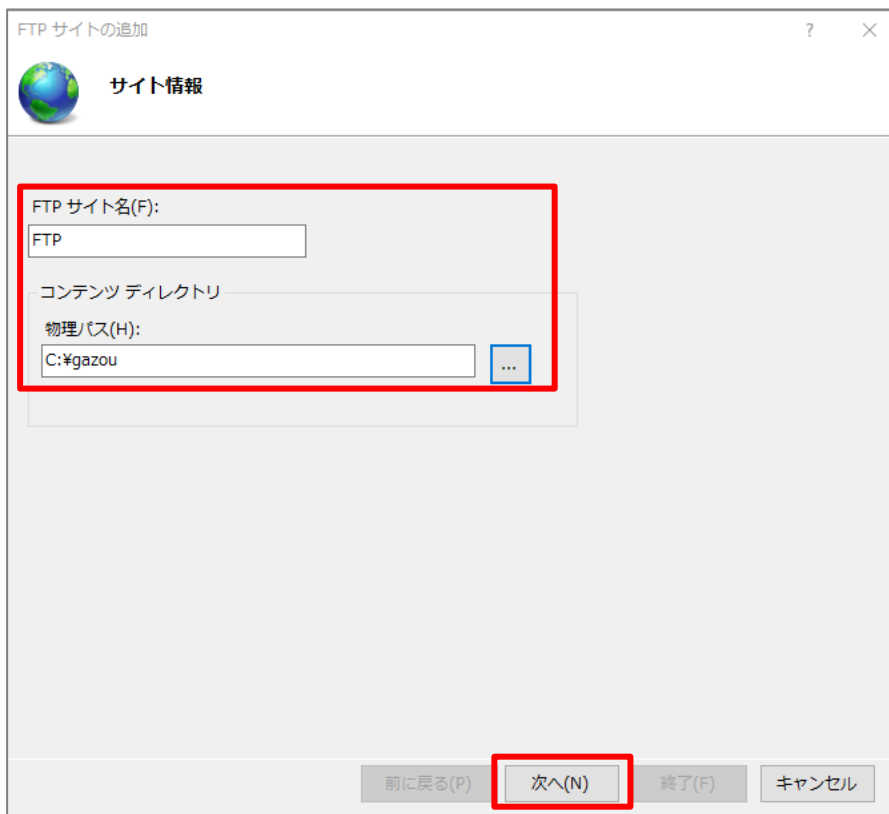 FTP サイトの追加
?
サイト情報
FTP サイト名(F):
FTP
コンテンツ ディレクトリ
物理パス(H):
C:¥gazou
...
前に戻る(P) 次へ(N) 終了(F) キャンセル